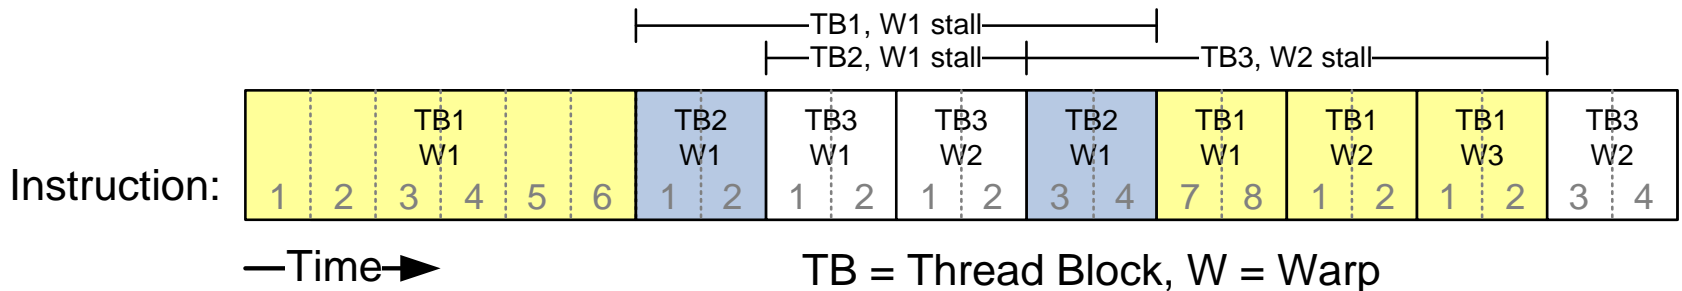 TB1, W1 stall
TB2, W1 stall TB3, W2 stall
TB1 TB2 TB3 TB3 TB2 TB1 TB1 TB1 TB3
W1 W1 W1 W2 W1 W1 W2 W3 W2
Instruction: 1 2 3 4 5 6 1 2 1 2 1 2 3 4 7 8 1 2 1 2 3 4
Time TB = Thread Block, W = Warp